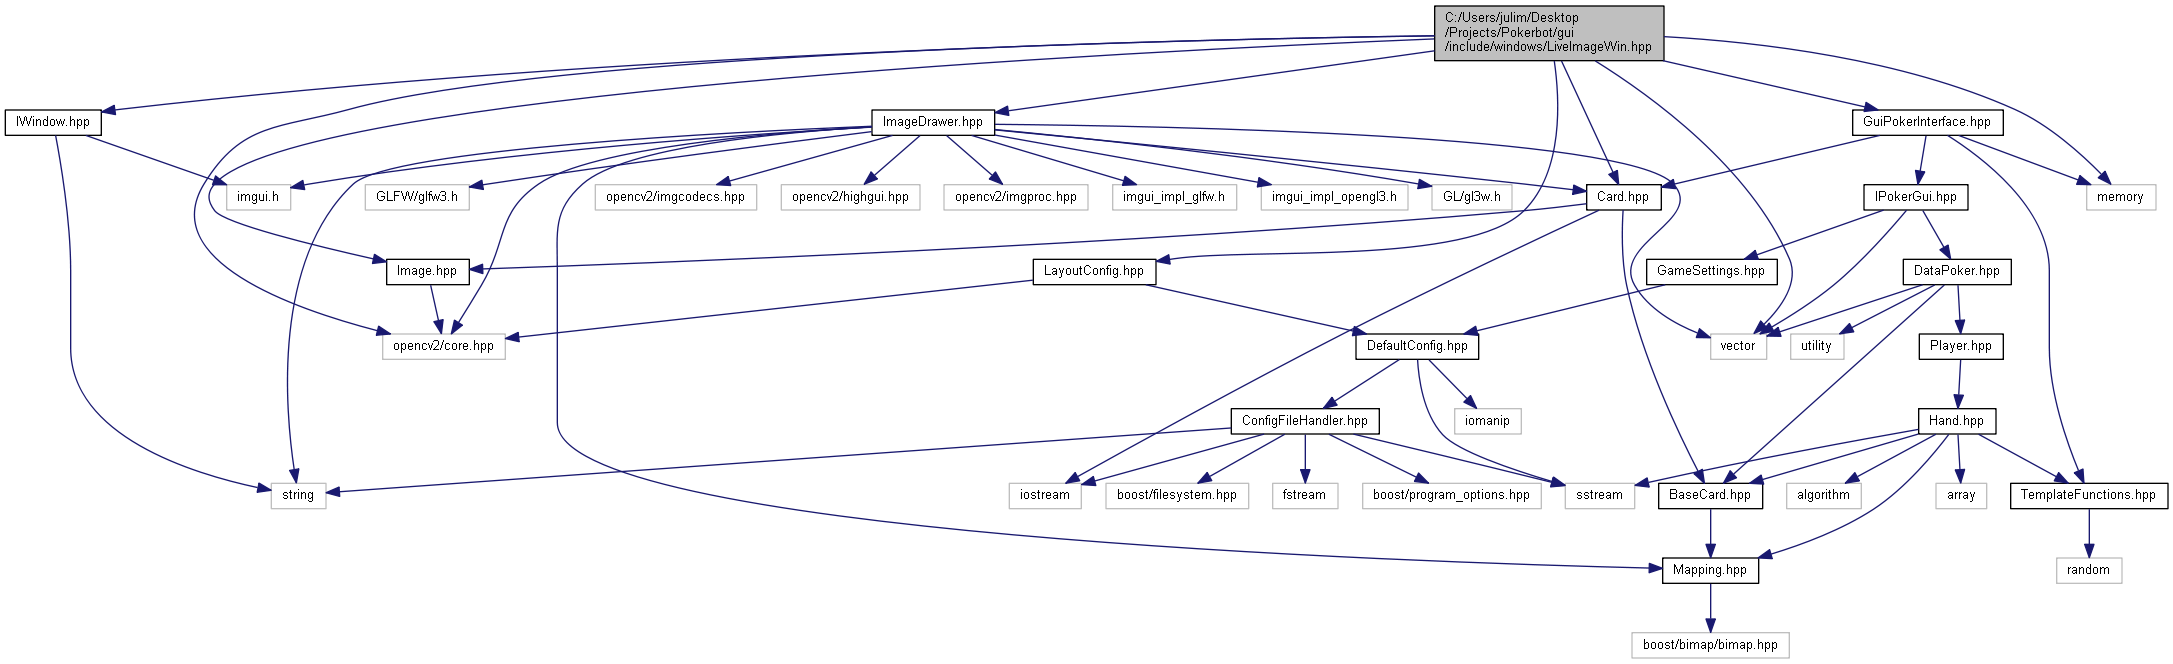 C:/Users/julim/Desktop
/Projects/Pokerbot/gui
/include/windows/LiveImageWin.hpp
IWindow.hpp
ImageDrawer.hpp
GuiPokerInterface.hpp
imgui.h
GLFW/glfw3.h
opencv2/imgcodecs.hpp
opencv2/highgui.hpp
opencv2/imgproc.hpp
imgui_impl_glfw.h
imgui_impl_opengl3.h
GL/gl3w.h
Card.hpp
IPokerGui.hpp
memory
Image.hpp
LayoutConfig.hpp
GameSettings.hpp
DataPoker.hpp
opencv2/core.hpp
DefaultConfig.hpp
vector
utility
Player.hpp
ConfigFileHandler.hpp
iomanip
Hand.hpp
string
iostream
boost/filesystem.hpp
fstream
boost/program_options.hpp
sstream
BaseCard.hpp
algorithm
array
TemplateFunctions.hpp
Mapping.hpp
random
boost/bimap/bimap.hpp